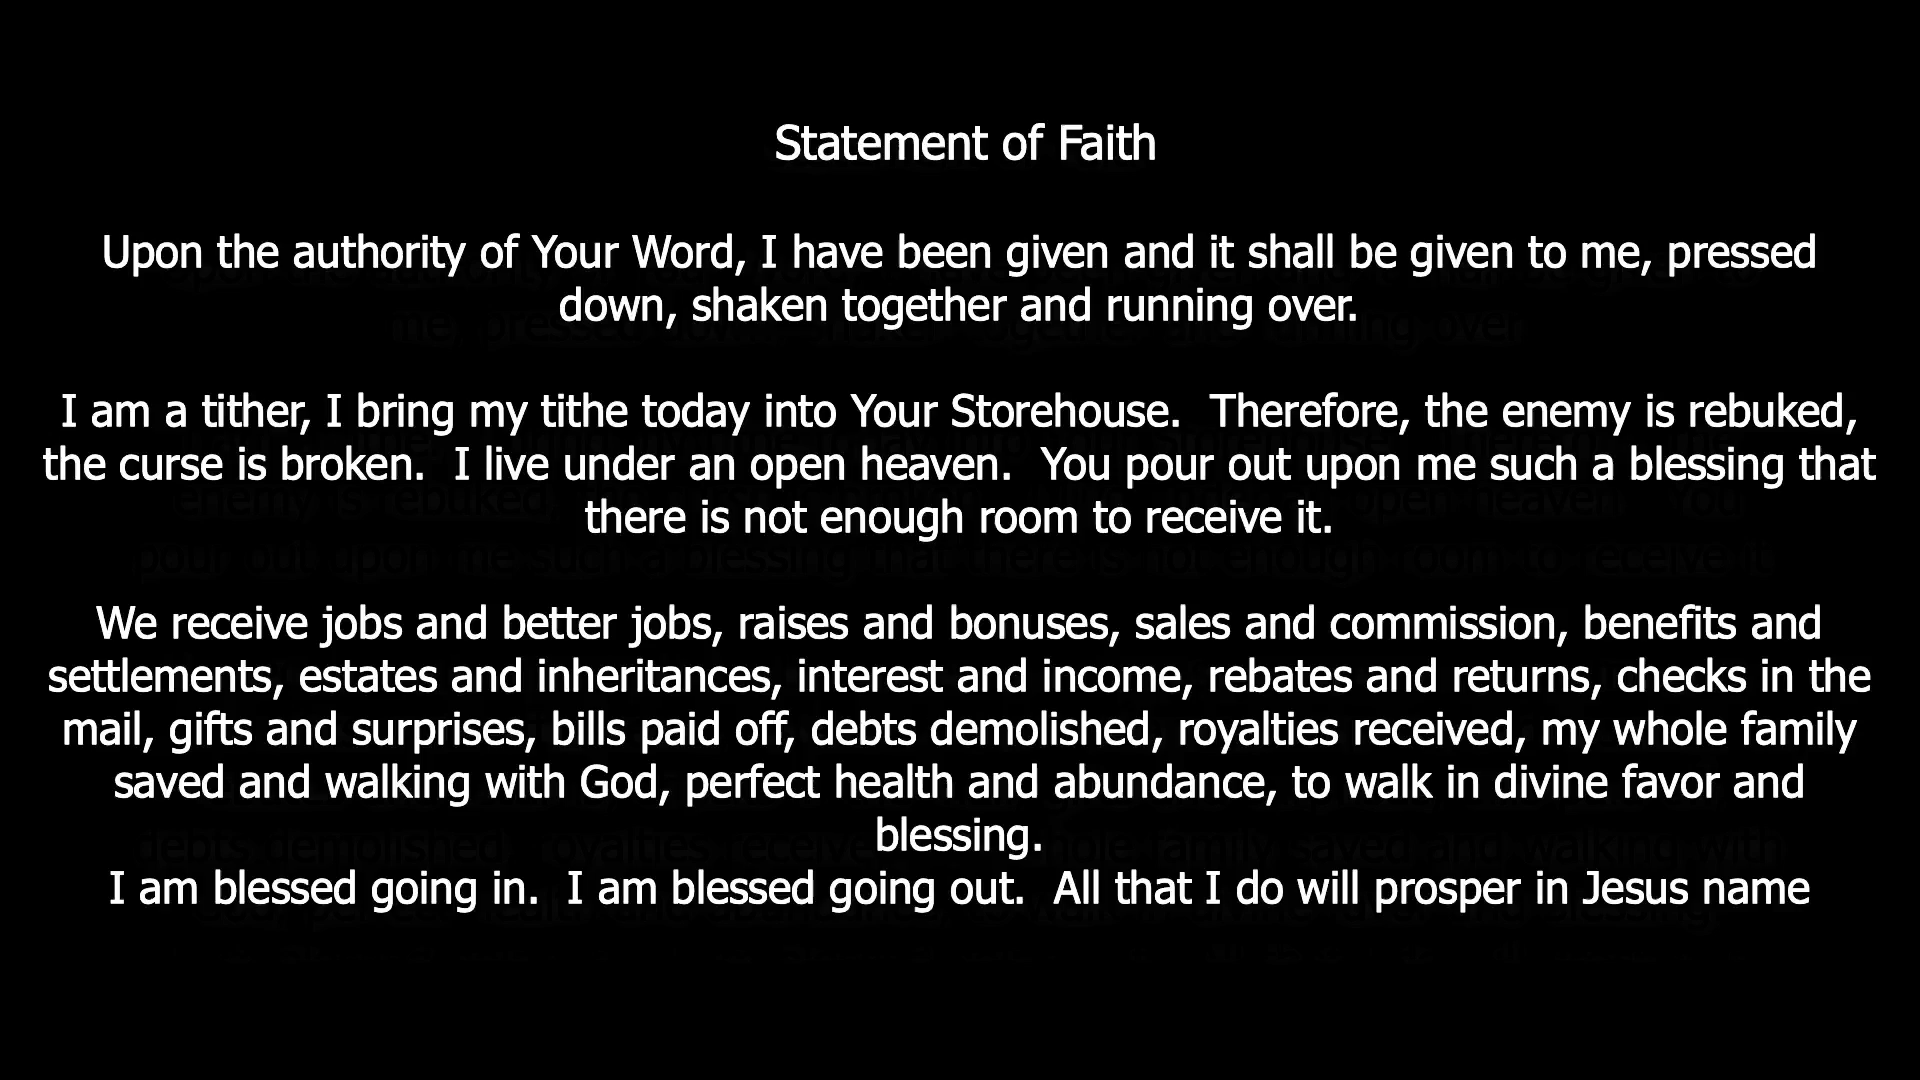 Statement of Faith
Upon the authority of Your Word, I have been given and it shall be given to me, pressed
down, shaken together and running over.
I am a tither, I bring my tithe today into Your Storehouse.  Therefore, the enemy is rebuked,
the curse is broken.  I live under an open heaven.  You pour out upon me such a blessing that
there is not enough room to receive it.
We receive jobs and better jobs, raises and bonuses, sales and commission, benefits and
settlements, estates and inheritances, interest and income, rebates and returns, checks in the
mail, gifts and surprises, bills paid off, debts demolished, royalties received, my whole family
saved and walking with God, perfect health and abundance, to walk in divine favor and
blessing.
I am blessed going in.  I am blessed going out.  All that I do will prosper in Jesus name